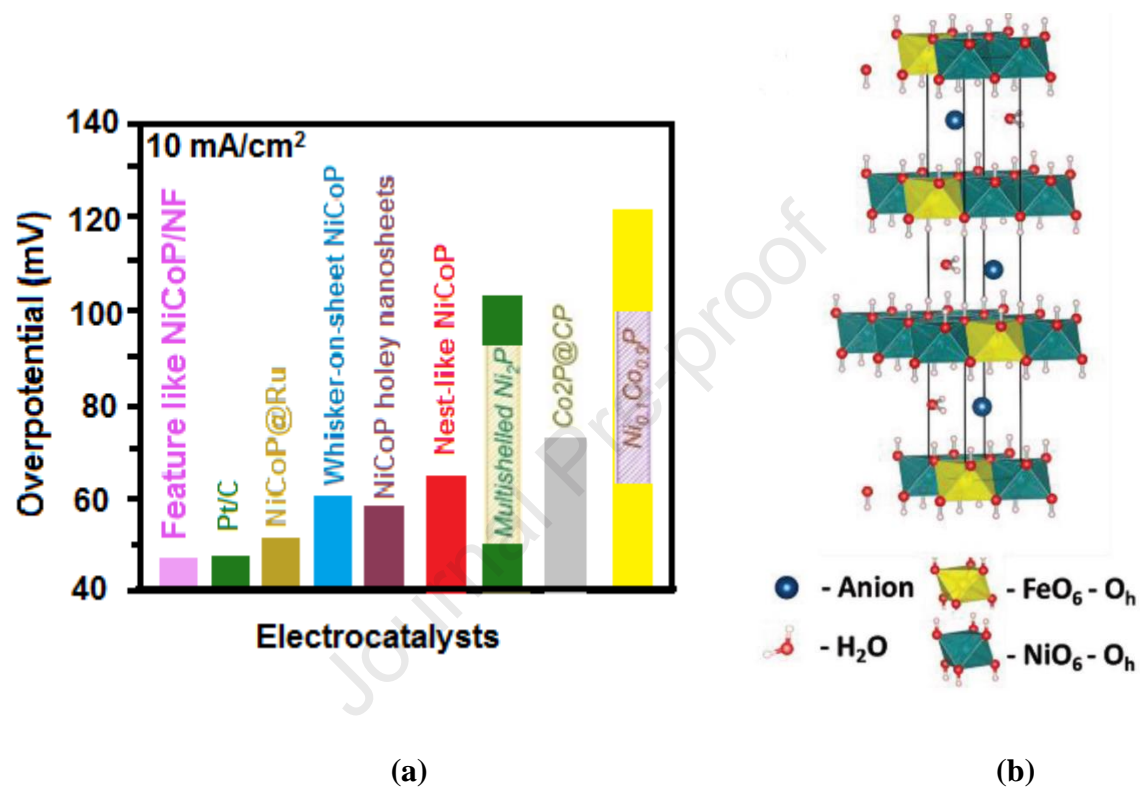 140
120
100
80
60
40
Overpotential (mV)
10 mA/cm²
Feature like NiCoP/NF
Pt/C
NiCoP@Ru
Whisker-on-sheet NiCoP
NiCoP holey nanosheets
Nest-like NiCoP
Multishelled Ni₂P
Co2P@CP
Ni₀.₁Co₀.₉P
Electrocatalysts
(a)
b)
- Anion
- FeO₆ - Oₕ
- H₂O
- NiO₆ - Oₕ
(b)
Journal Pre-proof